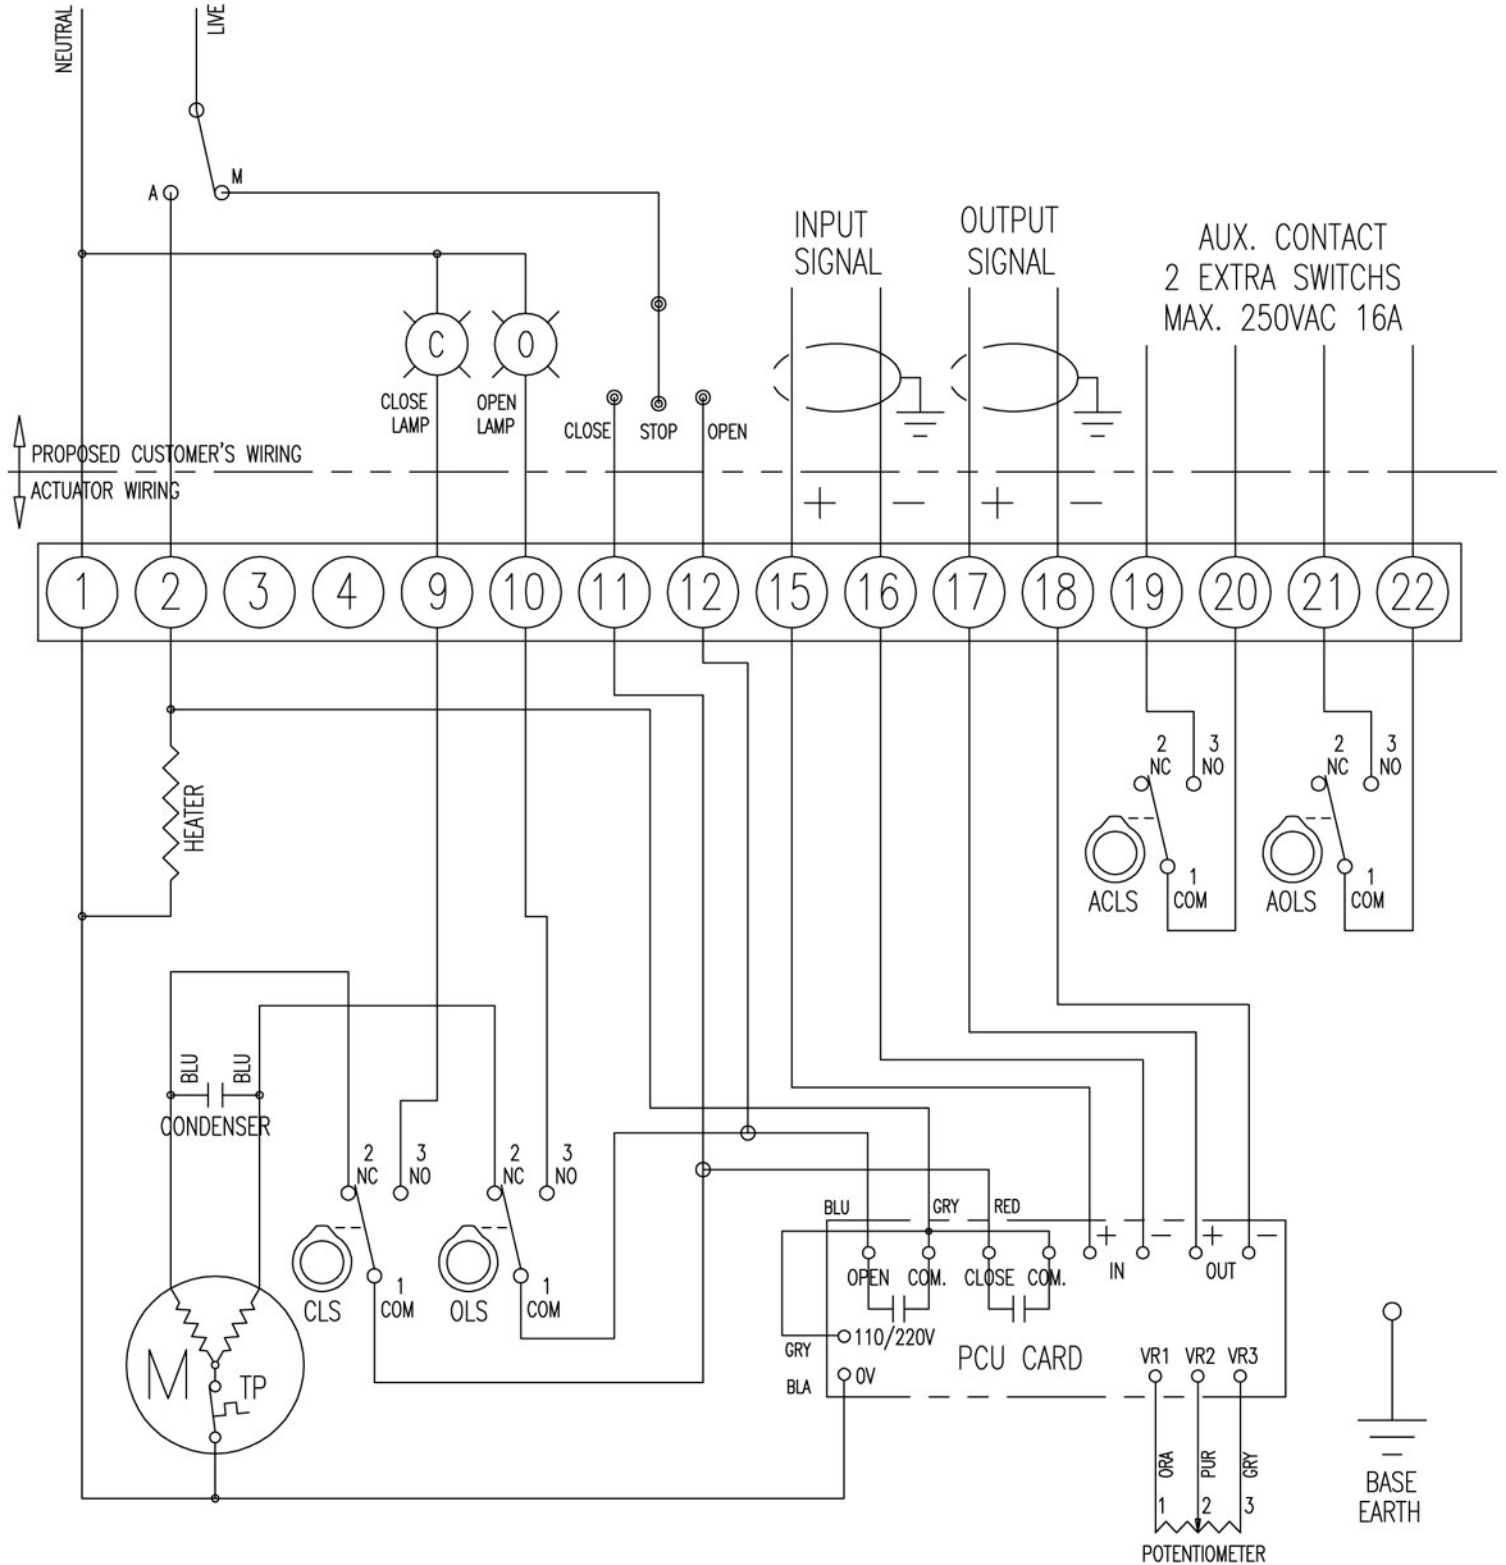 NEUTRAL
LIVE
A
M
INPUT
SIGNAL
OUTPUT
SIGNAL
AUX. CONTACT
2 EXTRA SWITCHS
MAX. 250VAC 16A
C
O
CLOSE
LAMP
OPEN
LAMP
CLOSE
STOP
OPEN
PROPOSED CUSTOMER'S WIRING
ACTUATOR WIRING
+
−
+
−
1
2
3
4
9
10
11
12
15
16
17
18
19
20
21
22
HEATER
2
NC
3
NO
1
COM
ACLS
2
NC
3
NO
1
COM
AOLS
BLU
BLU
CONDENSER
2
NC
3
NO
1
COM
CLS
2
NC
3
NO
1
COM
OLS
M
TP
BLU
GRY
RED
+
−
+
−
OPEN
COM.
CLOSE
COM.
IN
OUT
110/220V
GRY
0V
BLA
PCU CARD
VR1
VR2
VR3
ORA
PUR
GRY
1
2
3
POTENTIOMETER
BASE
EARTH